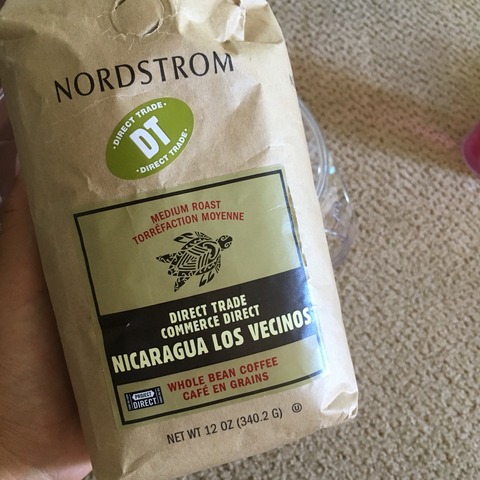 NORDSTROM
• DIRECT TRADE •
DT
• DIRECT TRADE •
MEDIUM ROAST
TORRÉFACTION MOYENNE
DIRECT TRADE
COMMERCE DIRECT
NICARAGUA LOS VECINOS
PROJECT
DIRECT
WHOLE BEAN COFFEE
CAFÉ EN GRAINS
NET WT 12 OZ (340.2 G) U